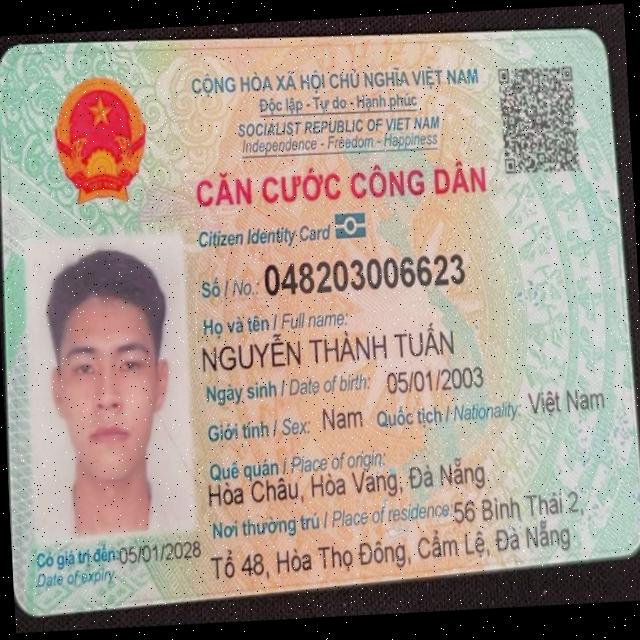 CỘNG HÒA XÃ HỘI CHỦ NGHĨA VIỆT NAM
Độc lập - Tự do - Hạnh phúc
SOCIALIST REPUBLIC OF VIET NAM
Independence - Freedom - Happiness
CĂN CƯỚC CÔNG DÂN
Citizen Identity Card
Số / No.: 048203006623
Họ và tên / Full name:
NGUYỄN THÀNH TUẤN
Ngày sinh / Date of birth: 05/01/2003
Giới tính / Sex: Nam Quốc tịch / Nationality: Việt Nam
Quê quán / Place of origin:
Hòa Châu, Hòa Vang, Đà Nẵng
Nơi thường trú / Place of residence: 56 Bình Thái 2,
Tổ 48, Hòa Thọ Đông, Cẩm Lệ, Đà Nẵng
Có giá trị đến: 05/01/2028
Date of expiry